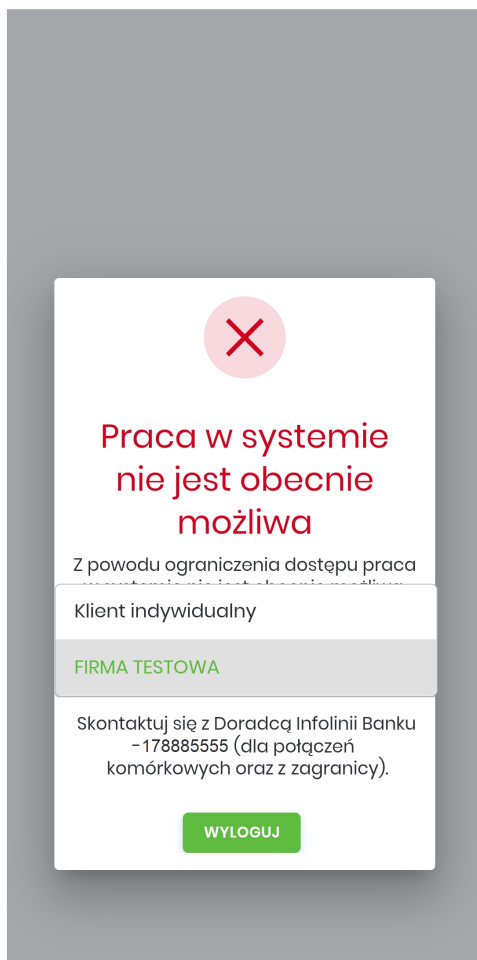 Praca w systemie
nie jest obecnie
możliwa
Z powodu ograniczenia dostępu praca
Klient indywidualny
FIRMA TESTOWA
Skontaktuj się z Doradcą Infolinii Banku
-178885555 (dla połączeń
komórkowych oraz z zagranicy).
WYLOGUJ